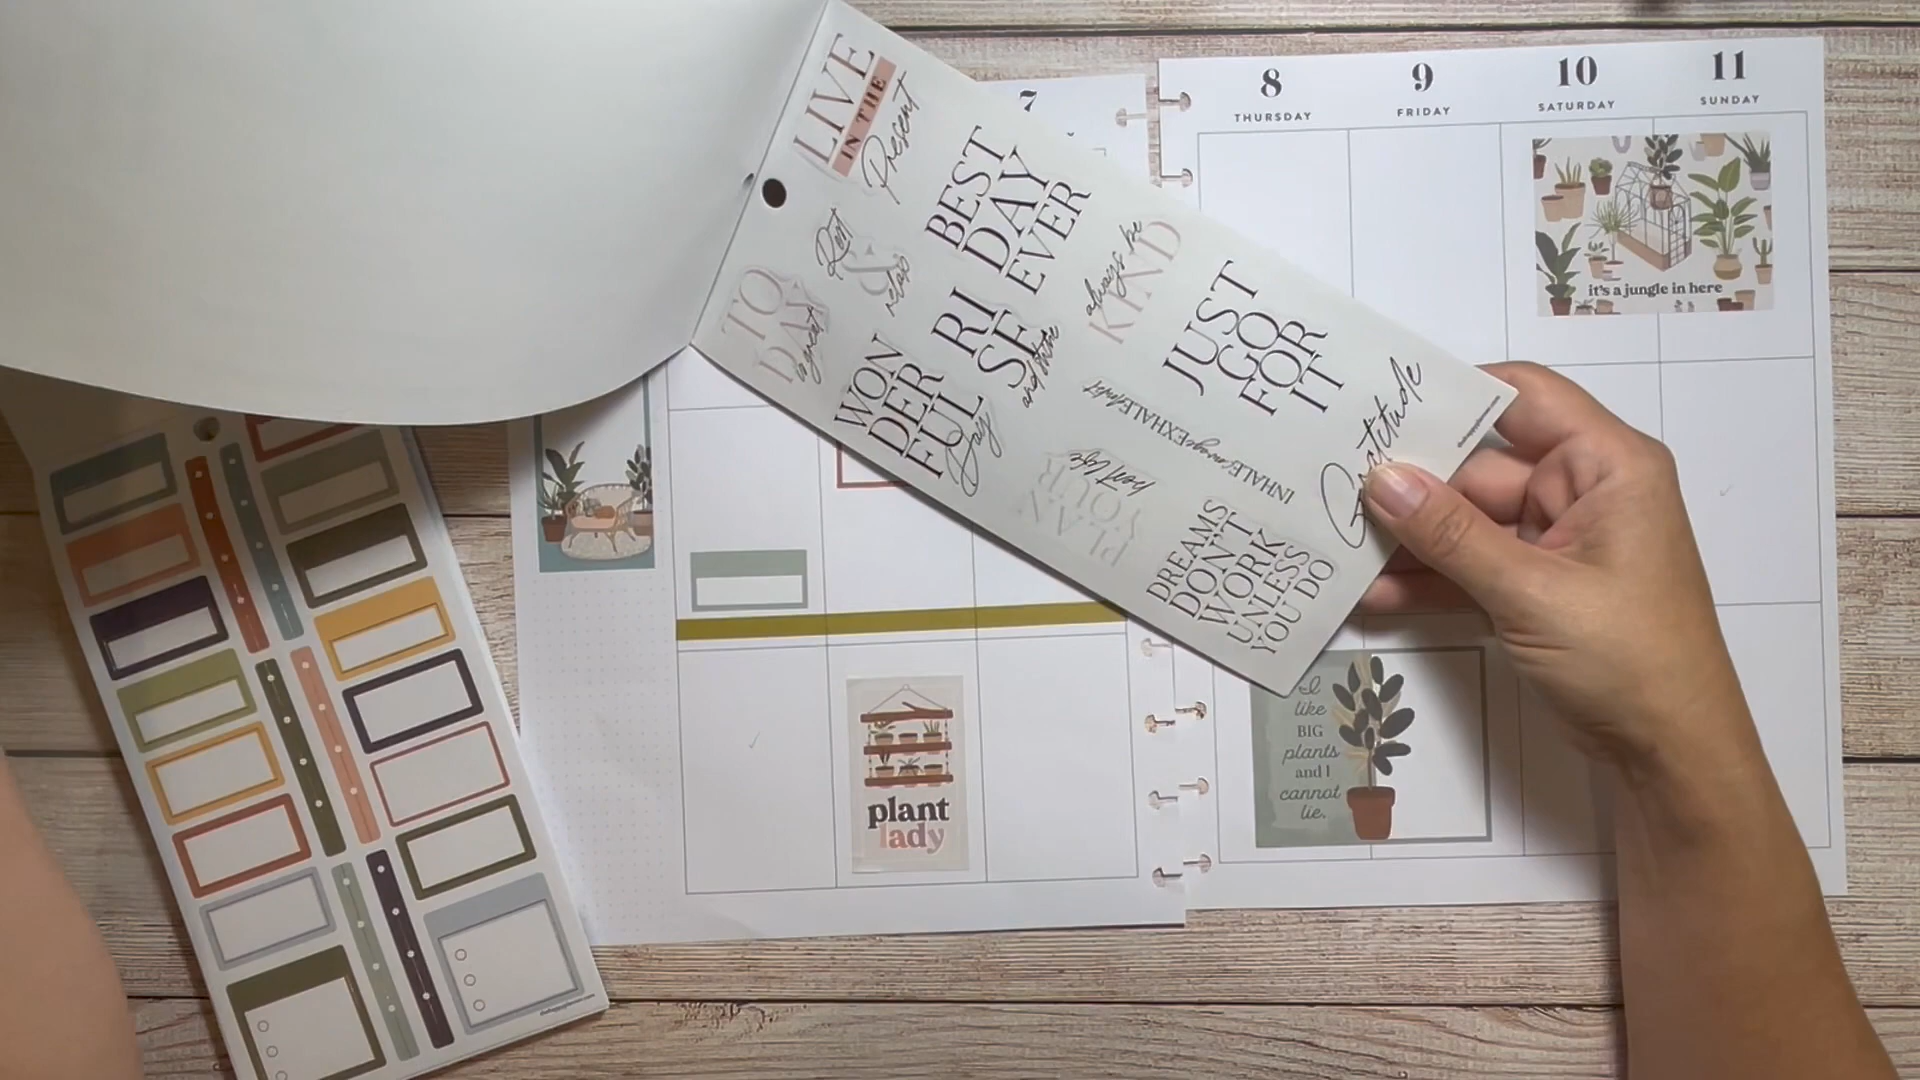 LIVE
IN THE
Present
BEST
DAY
EVER
Rest
&
relax
always be
KIND
TO
DAY
is great
RI
SE
and shine
JUST
GO
FOR
IT
WON
DER
FUL
Day
INHALE courage EXHALE
Gratitude
PLAN
YOUR
best life
DREAMS
DON'T
WORK
UNLESS
YOU DO
7
8
THURSDAY
9
FRIDAY
10
SATURDAY
11
SUNDAY
it's a jungle in here
plant
lady
I
like
BIG
plants
and I
cannot
lie.